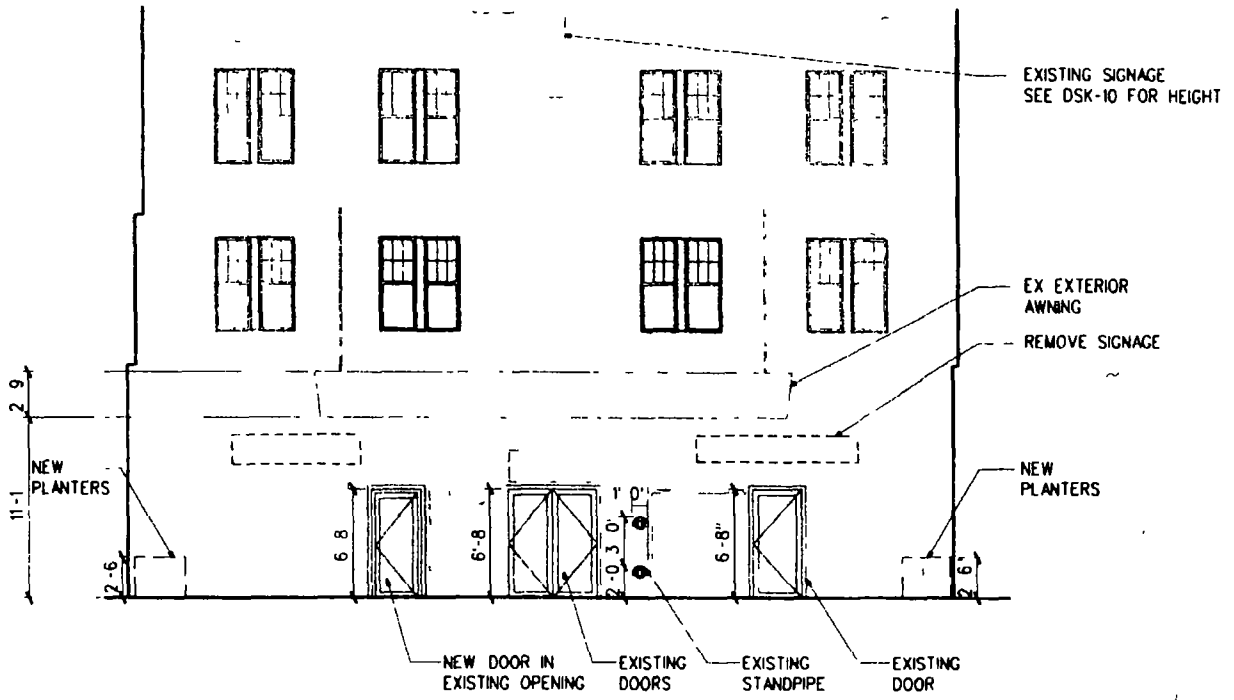 EXISTING SIGNAGE
SEE DSK-10 FOR HEIGHT
EX EXTERIOR
AWNING
REMOVE SIGNAGE
2 9
NEW
PLANTERS
11-1
2-6
6 8
6'-8
1' 0'
3 0'
2-0
6-8"
NEW
PLANTERS
2 6'
NEW DOOR IN
EXISTING OPENING
EXISTING
DOORS
EXISTING
STANDPIPE
EXISTING
DOOR